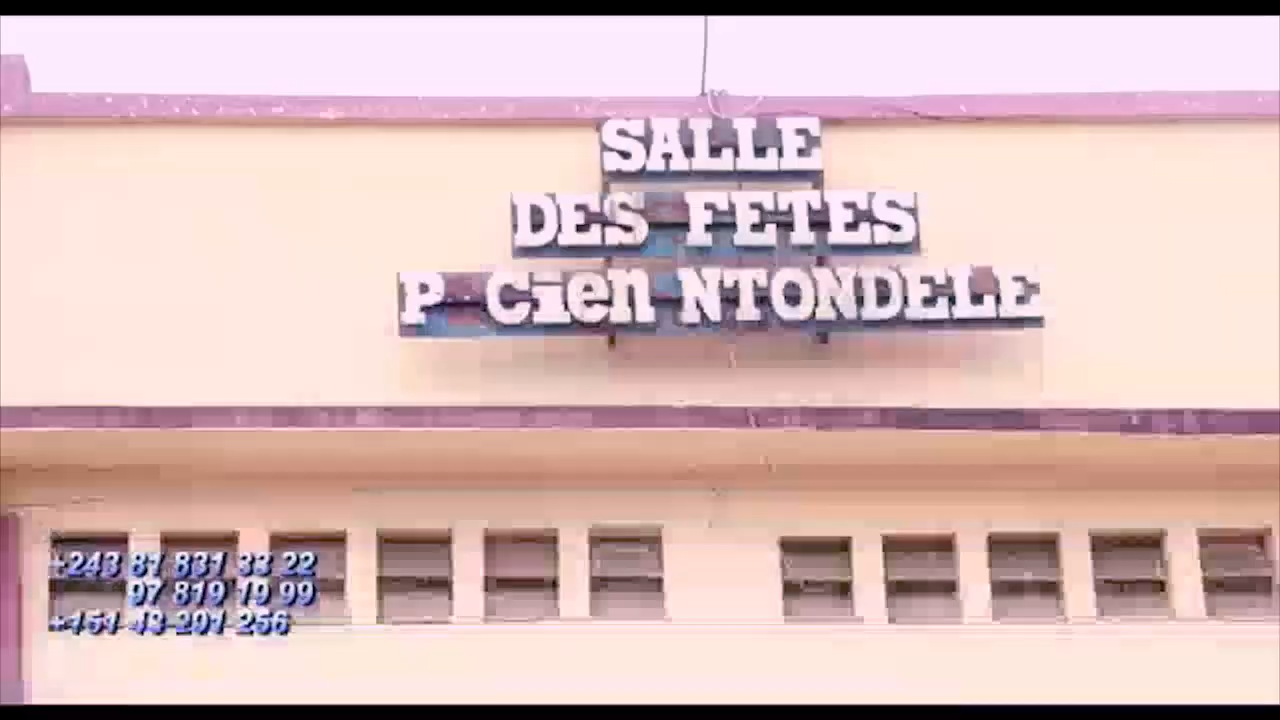 SALLE
DES FETES
P Cien NTONDELE
+243 81 831 33 22
97 819 19 99
+151 43 201 256